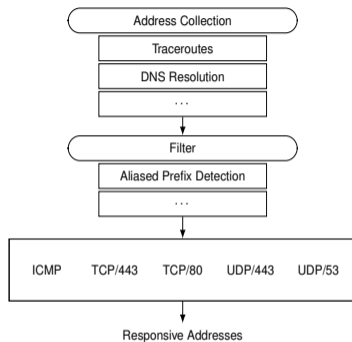 Address Collection
Traceroutes
DNS Resolution
...
Filter
Aliased Prefix Detection
...
ICMP TCP/443 TCP/80 UDP/443 UDP/53
Responsive Addresses